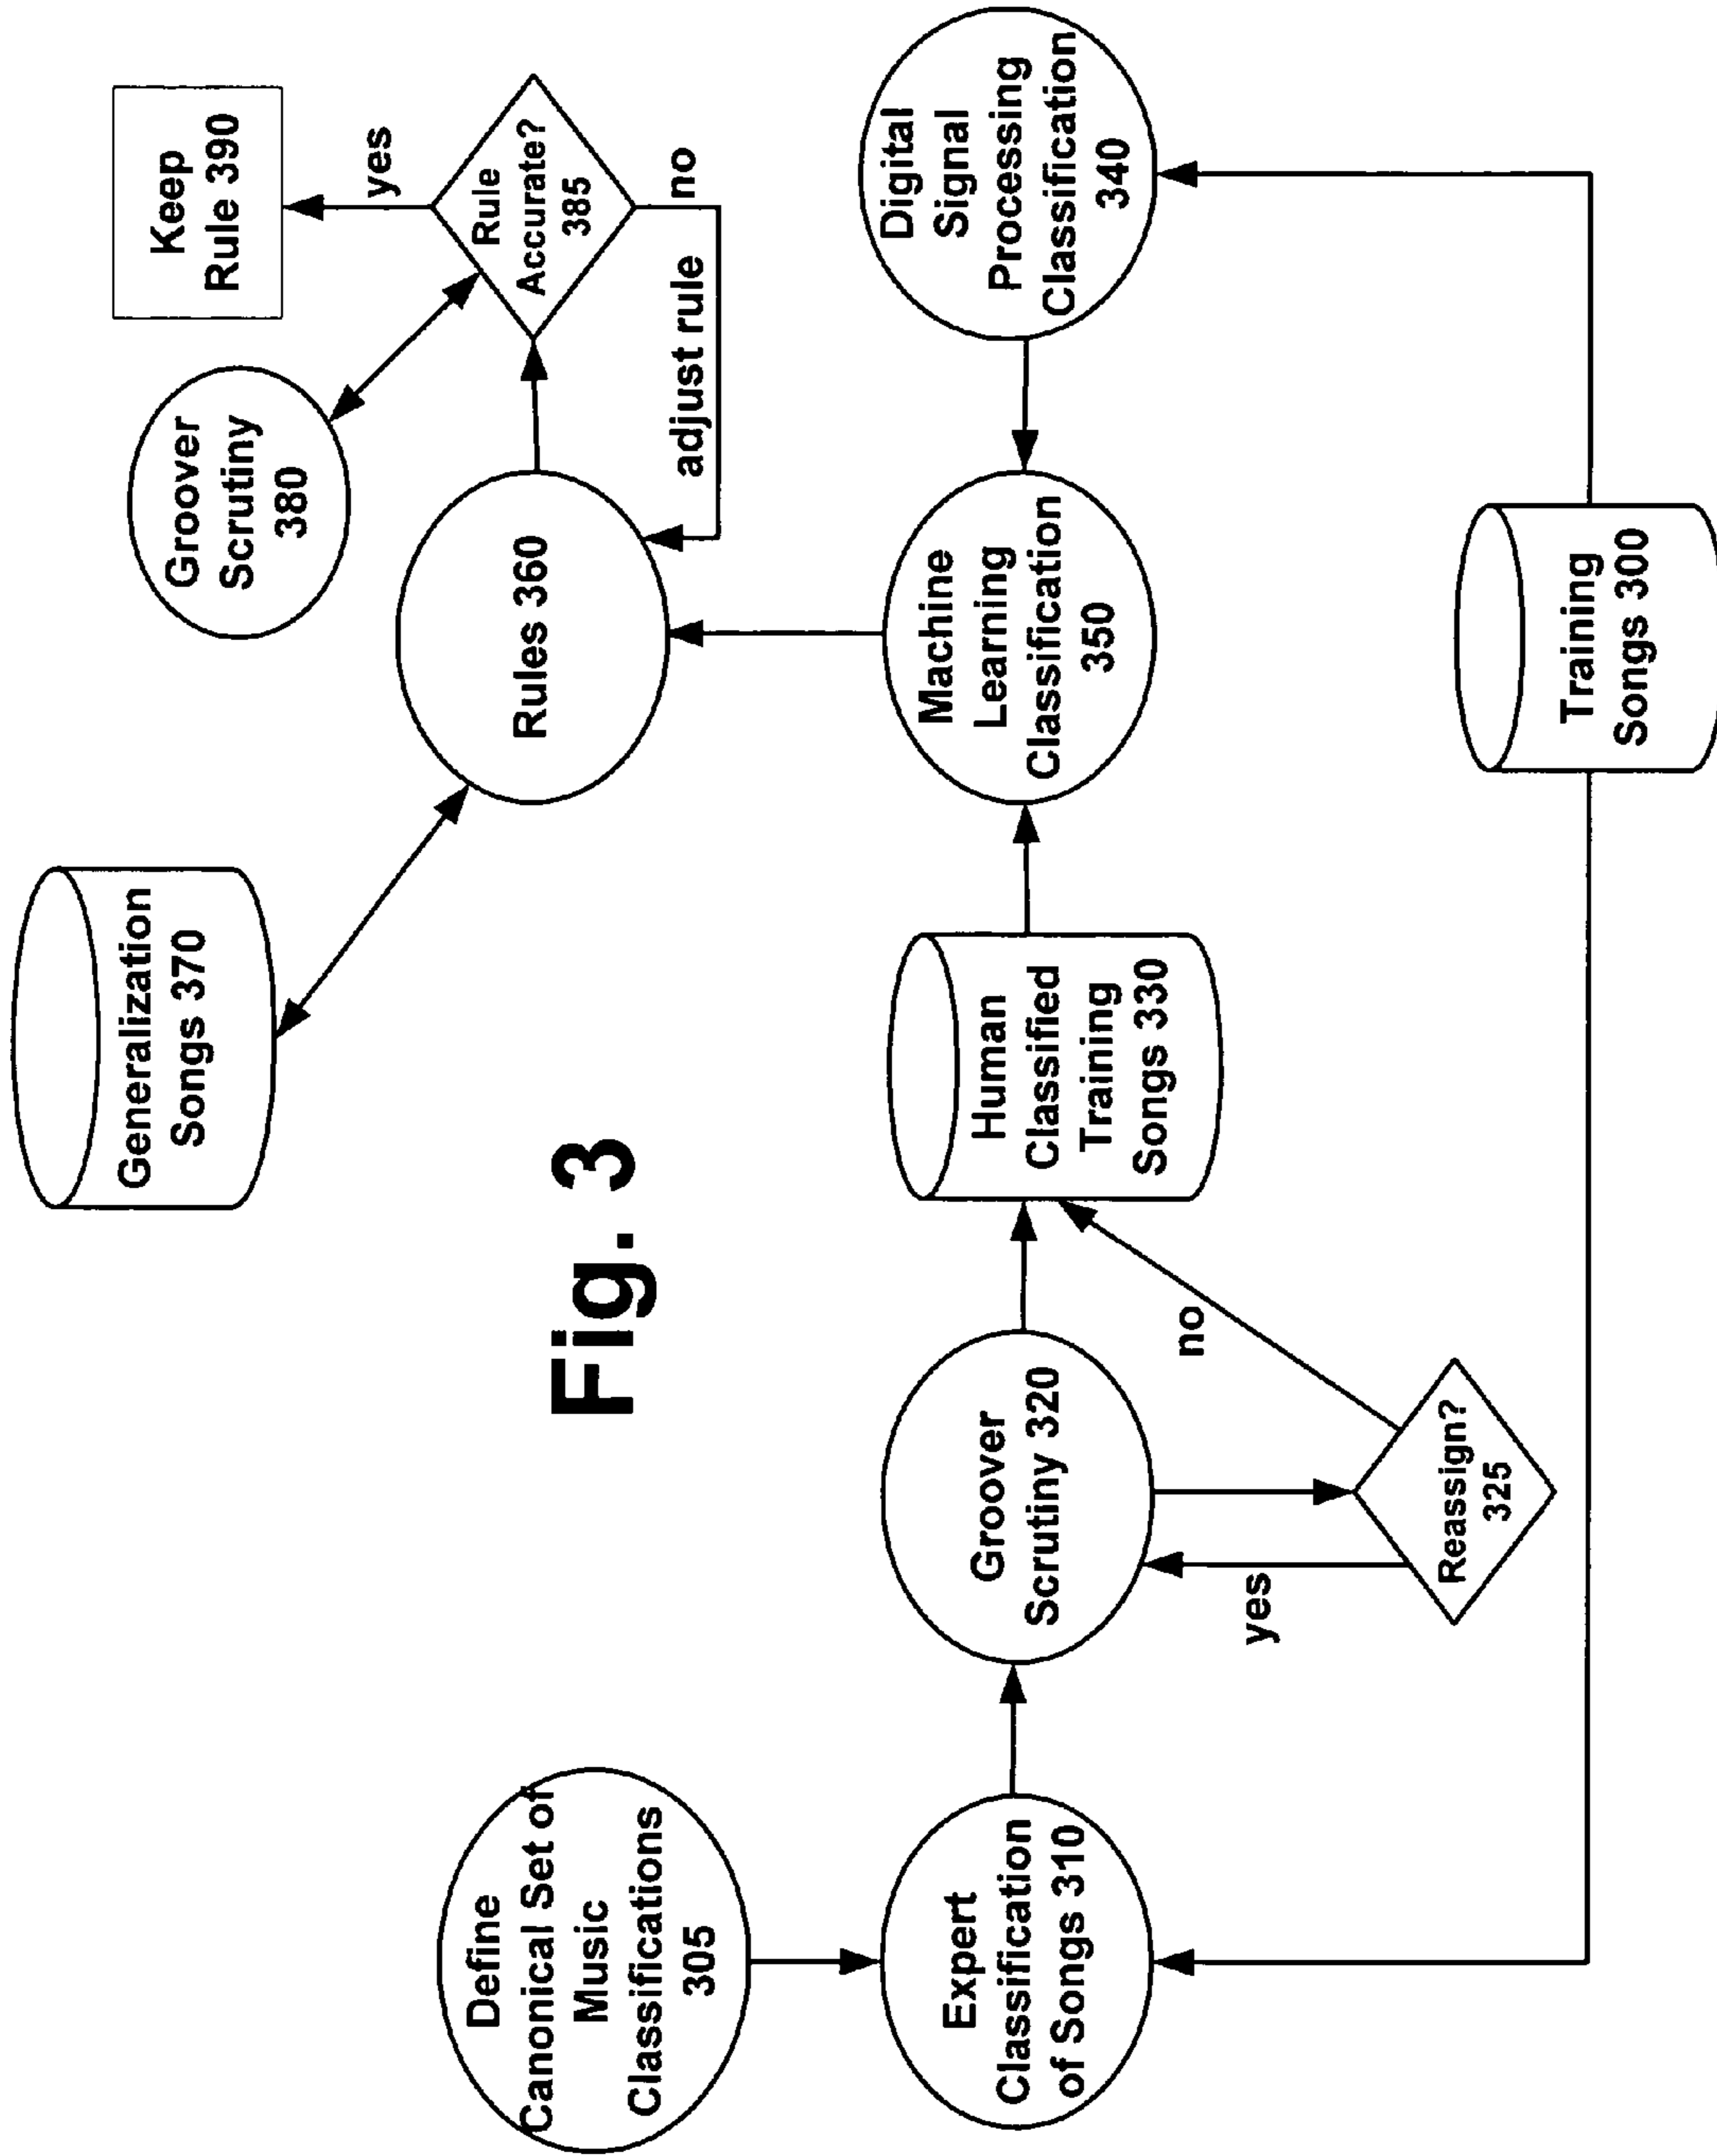 Define
Canonical Set of
Music
Classifications
305
Generalization
Songs 370
Groover
Scrutiny
380
Keep
Rule 390
yes
Rules 360
Rule
Accurate?
385
no
adjust rule
Fig. 3
Expert
Classification
of Songs 310
Groover
Scrutiny 320
Human
Classified
Training
Songs 330
Machine
Learning
Classification
350
Digital
Signal
Processing
Classification
340
yes
no
Reassign?
325
Training
Songs 300